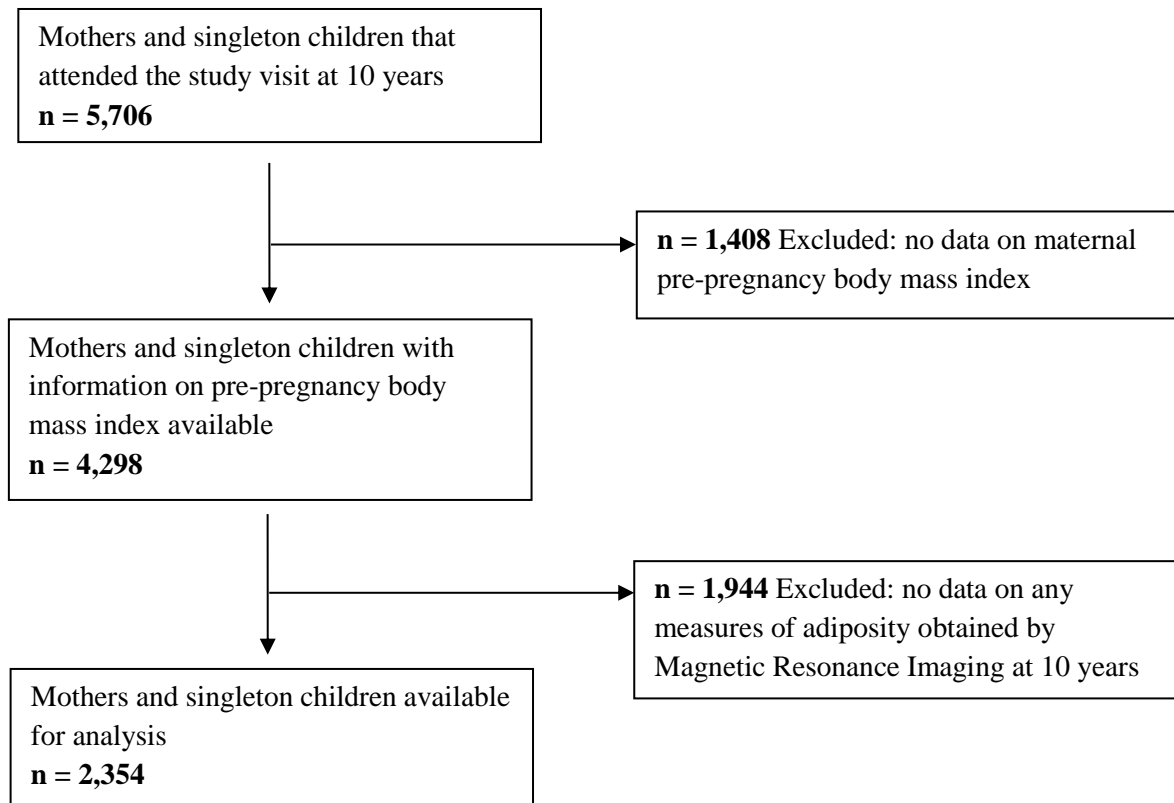 Mothers and singleton children that
attended the study visit at 10 years
n = 5,706
n = 1,408 Excluded: no data on maternal
pre-pregnancy body mass index
Mothers and singleton children with
information on pre-pregnancy body
mass index available
n = 4,298
n = 1,944 Excluded: no data on any
measures of adiposity obtained by
Magnetic Resonance Imaging at 10 years
Mothers and singleton children available
for analysis
n = 2,354